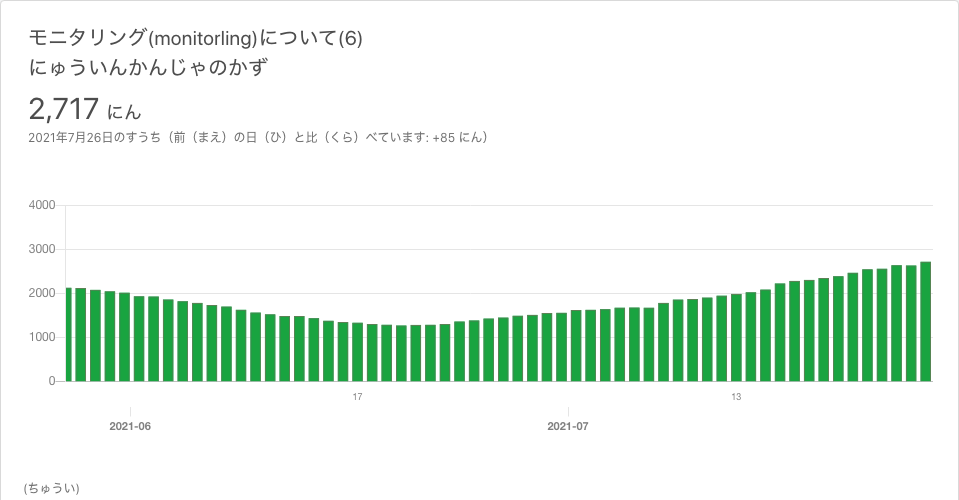 モニタリング(monitorling)について(6)
にゅういんかんじゃのかず
2,717 にん
2021年7月26日のすうち（前（まえ）の日（ひ）と比（くら）べています: +85 にん）
4000
3000
2000
1000
0
17
13
2021-06
2021-07
(ちゅうい)